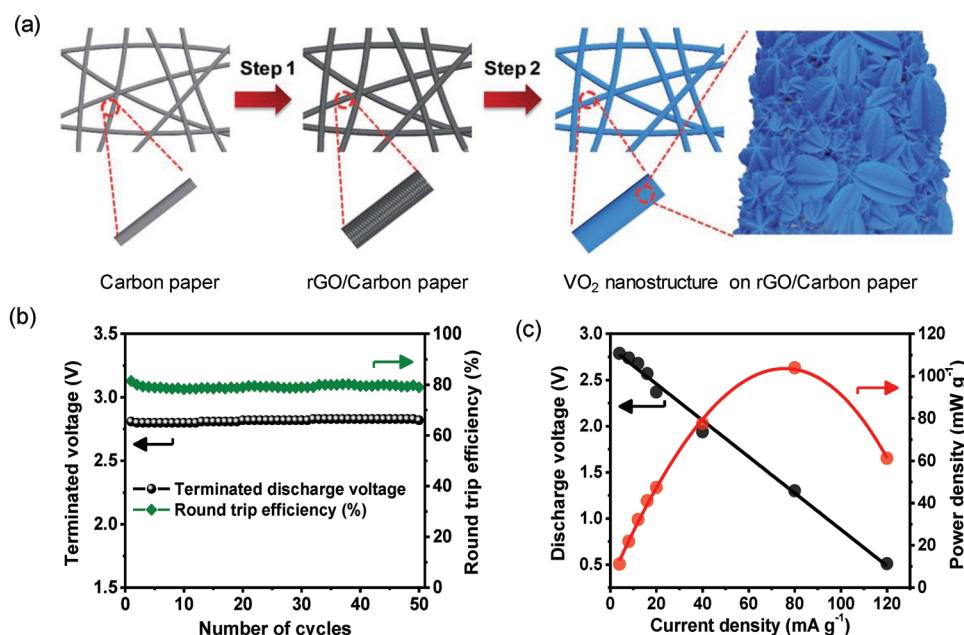 (a)
Step 1
Step 2
Carbon paper
rGO/Carbon paper
VO₂ nanostructure on rGO/Carbon paper
(b)
Terminated voltage (V)
3.5
3.0
2.5
2.0
1.5
Terminated discharge voltage
Round trip efficiency (%)
100
80
60
40
20
0
Round trip efficiency (%)
0 10 20 30 40 50
Number of cycles
(c)
Discharge voltage (V)
3.0
2.5
2.0
1.5
1.0
0.5
120
100
80
60
40
20
0
Power density (mW g⁻¹)
0 20 40 60 80 100 120
Current density (mA g⁻¹)